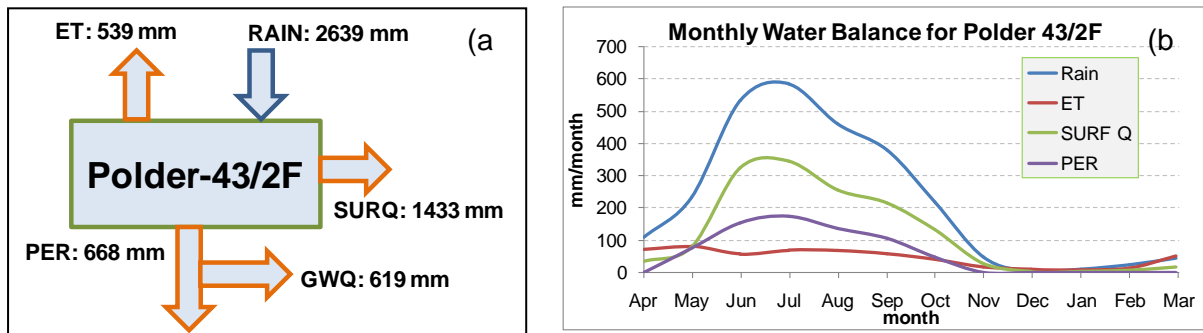 ET: 539 mm
RAIN: 2639 mm
(a
Polder-43/2F
SURQ: 1433 mm
PER: 668 mm
GWQ: 619 mm
Monthly Water Balance for Polder 43/2F
(b
700
600
500
400
300
200
100
0
mm/month
Rain
ET
SURF Q
PER
Apr May Jun Jul Aug Sep Oct Nov Dec Jan Feb Mar
month